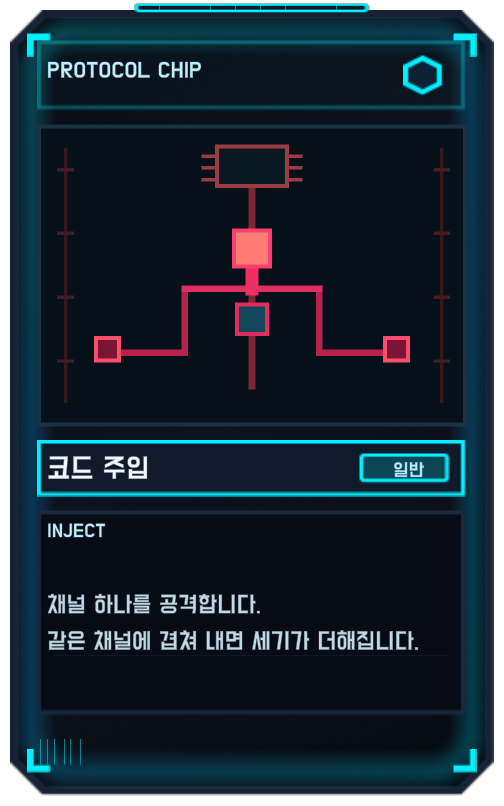 PROTOCOL CHIP
코드 주입
일반
INJECT
채널 하나를 공격합니다.
같은 채널에 겹쳐 내면 세기가 더해집니다.